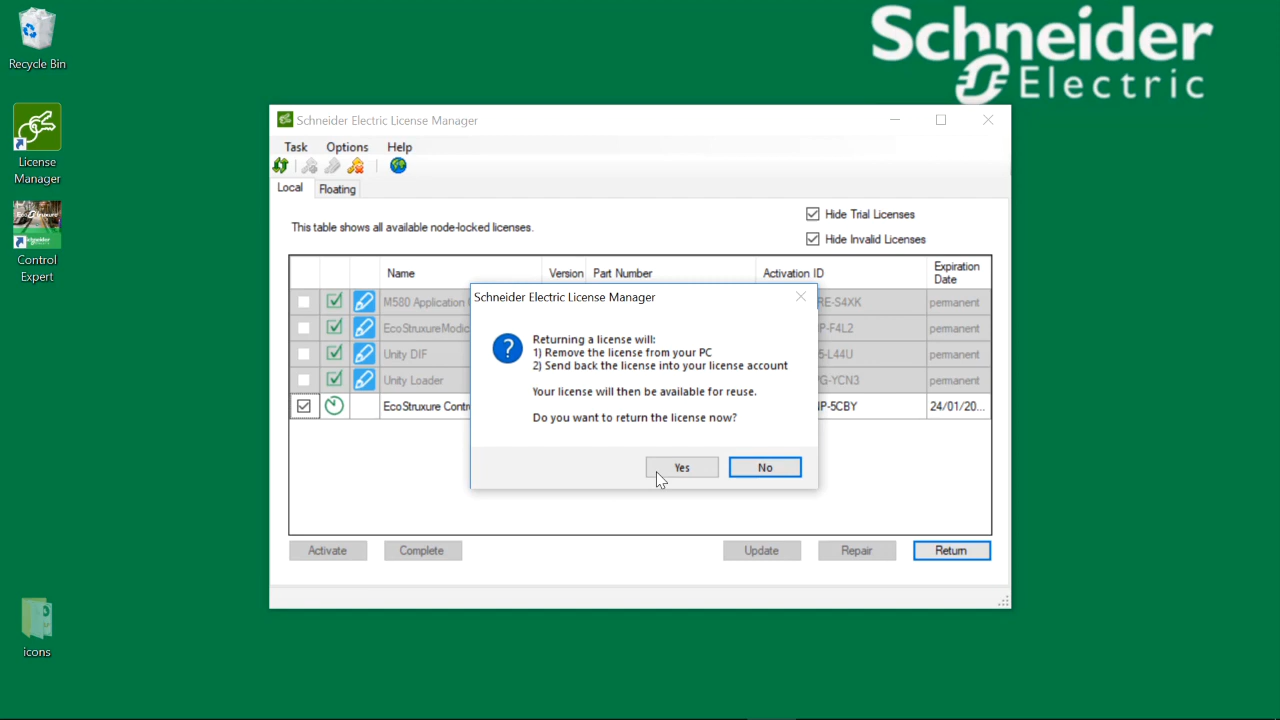 Recycle Bin
License
Manager
EcoStruxure
Control
Expert
icons
Schneider
Electric
Schneider Electric License Manager
Task Options Help
Local Floating
This table shows all available node-locked licenses.
Hide Trial Licenses
Hide Invalid Licenses
Name Version Part Number Activation ID Expiration
Date
M580 Application RE-S4XK permanent
EcoStruxure P-F4L2 permanent
Unity DIF 5-L44U permanent
Unity Loader G-YCN3 permanent
EcoStruxure P-5CBY 24/01/20...
Schneider Electric License Manager
Returning a license will:
1) Remove the license from your PC
2) Send back the license into your license account
Your license will then be available for reuse.
Do you want to return the license now?
Yes No
Activate Complete Update Repair Return